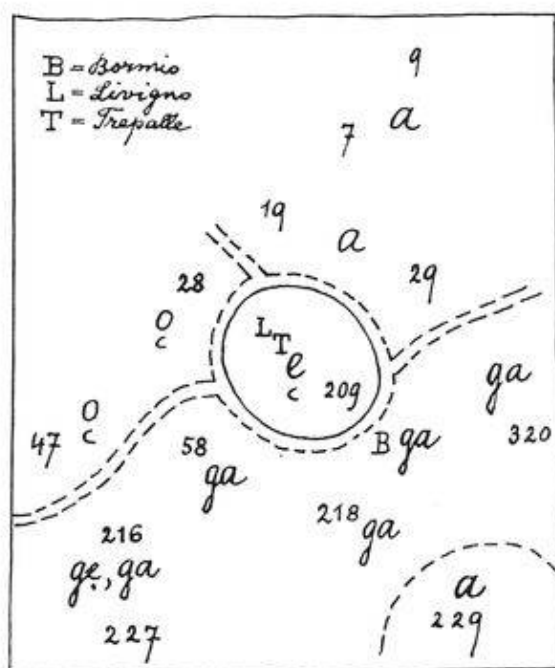 B = Bormio
L = Livigno
T = Trepalle
9
a
7
19
a
28
29
o̜
L
T
e̜
209
ga
o̜
47
58
B ga
320
ga
218 ga
216
gẹ, ga
a
229
227